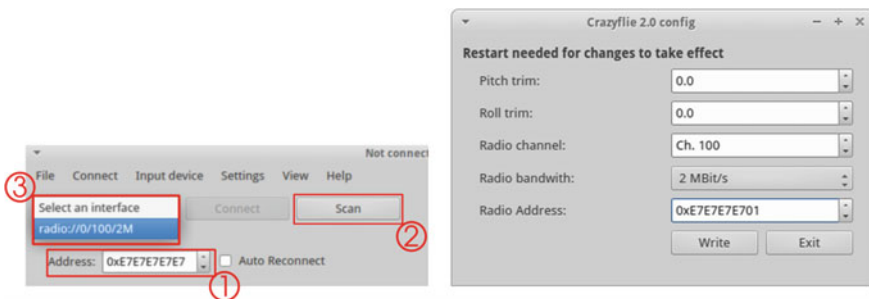 Not connect
File Connect Input device Settings View Help
③
Select an interface
Connect
Scan
radio://0/100/2M
②
Address: 0xE7E7E7E7E7
Auto Reconnect
①
Crazyflie 2.0 config
Restart needed for changes to take effect
Pitch trim: 0.0
Roll trim: 0.0
Radio channel: Ch. 100
Radio bandwith: 2 MBit/s
Radio Address: 0xE7E7E7E701
Write Exit